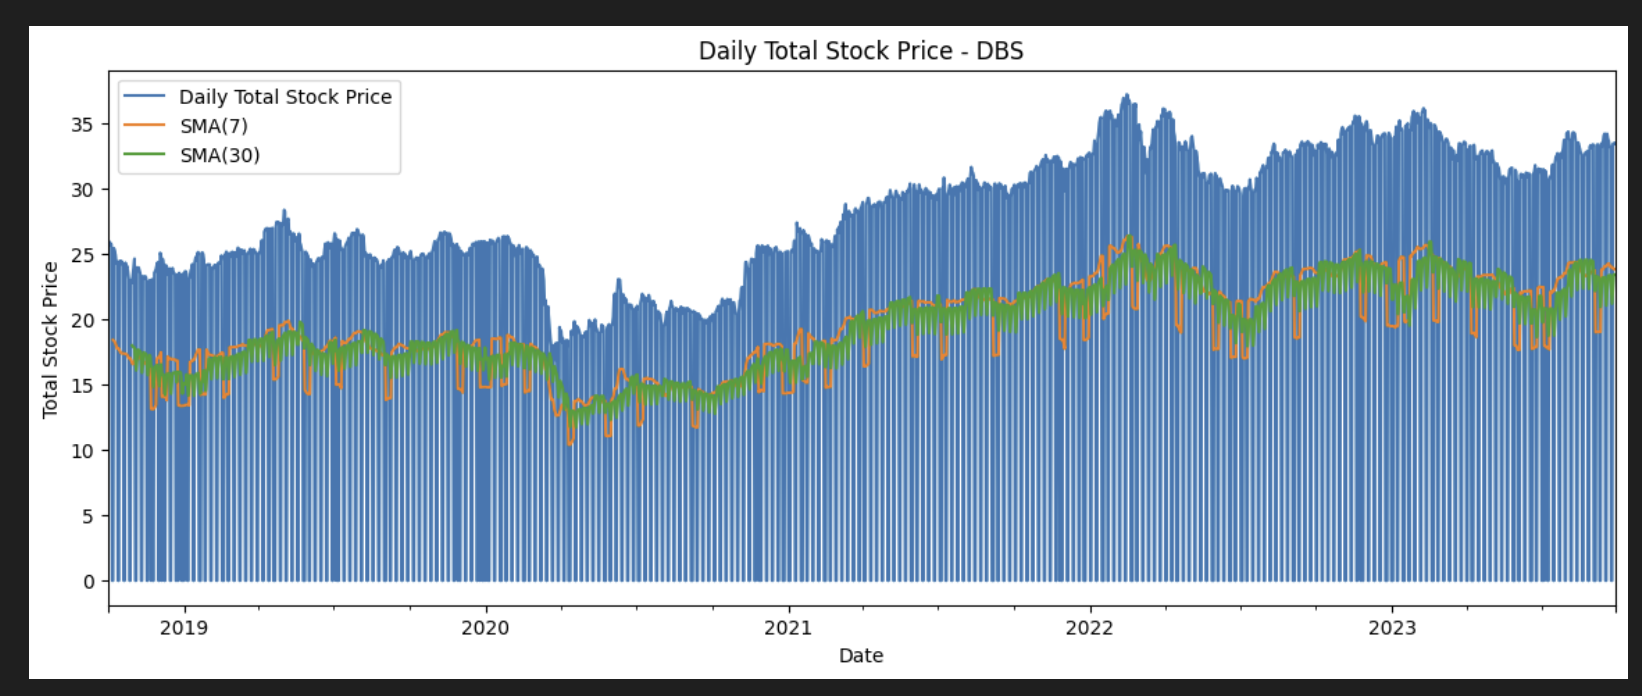 Daily Total Stock Price - DBS
Daily Total Stock Price
SMA(7)
SMA(30)
Total Stock Price
35
30
25
20
15
10
5
0
2019 2020 2021 2022 2023
Date